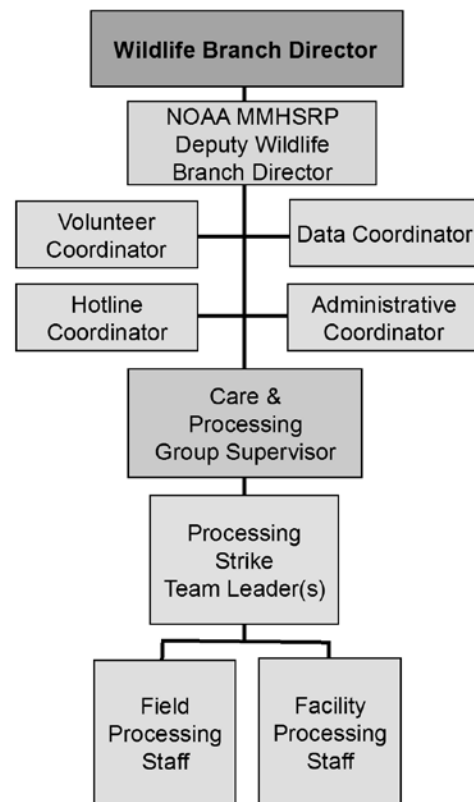 Wildlife Branch Director
NOAA MMHSRP
Deputy Wildlife
Branch Director
Volunteer
Coordinator
Data Coordinator
Hotline
Coordinator
Administrative
Coordinator
Care &
Processing
Group Supervisor
Processing
Strike
Team Leader(s)
Field
Processing
Staff
Facility
Processing
Staff